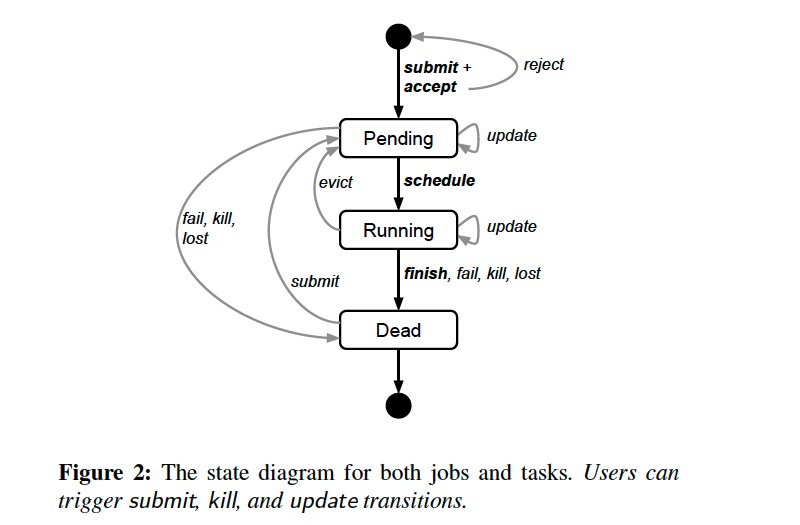 submit +
accept
reject
Pending
update
evict
schedule
fail, kill,
lost
Running
update
submit
finish, fail, kill, lost
Dead
Figure 2: The state diagram for both jobs and tasks. Users can
trigger submit, kill, and update transitions.